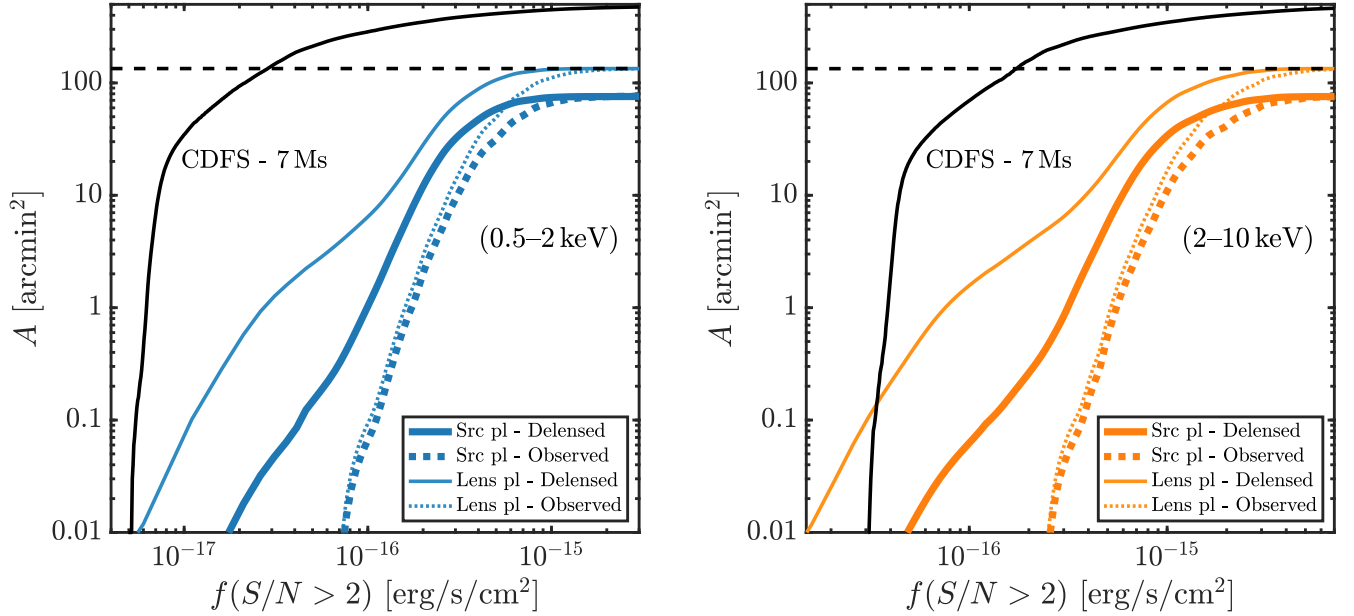 100
10
1
0.1
0.01
A [arcmin²]
CDFS - 7 Ms
(0.5–2 keV)
Src pl - Delensed
Src pl - Observed
Lens pl - Delensed
Lens pl - Observed
10⁻¹⁷
10⁻¹⁶
10⁻¹⁵
f(S/N > 2) [erg/s/cm²]
100
10
1
0.1
0.01
A [arcmin²]
CDFS - 7 Ms
(2–10 keV)
Src pl - Delensed
Src pl - Observed
Lens pl - Delensed
Lens pl - Observed
10⁻¹⁶
10⁻¹⁵
f(S/N > 2) [erg/s/cm²]